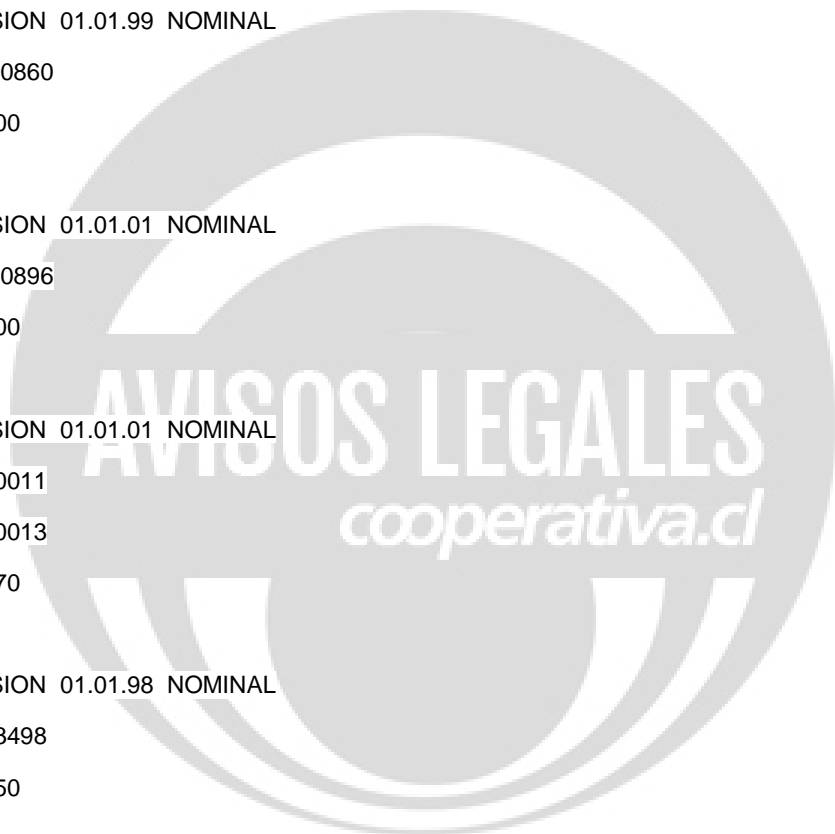 SION 01.01.99 NOMINAL
0860
00
SION 01.01.01 NOMINAL
0896
00
AVISOS LEGALES
SION 01.01.01 NOMINAL
0011
cooperativa.cl
0013
70
SION 01.01.98 NOMINAL
3498
50